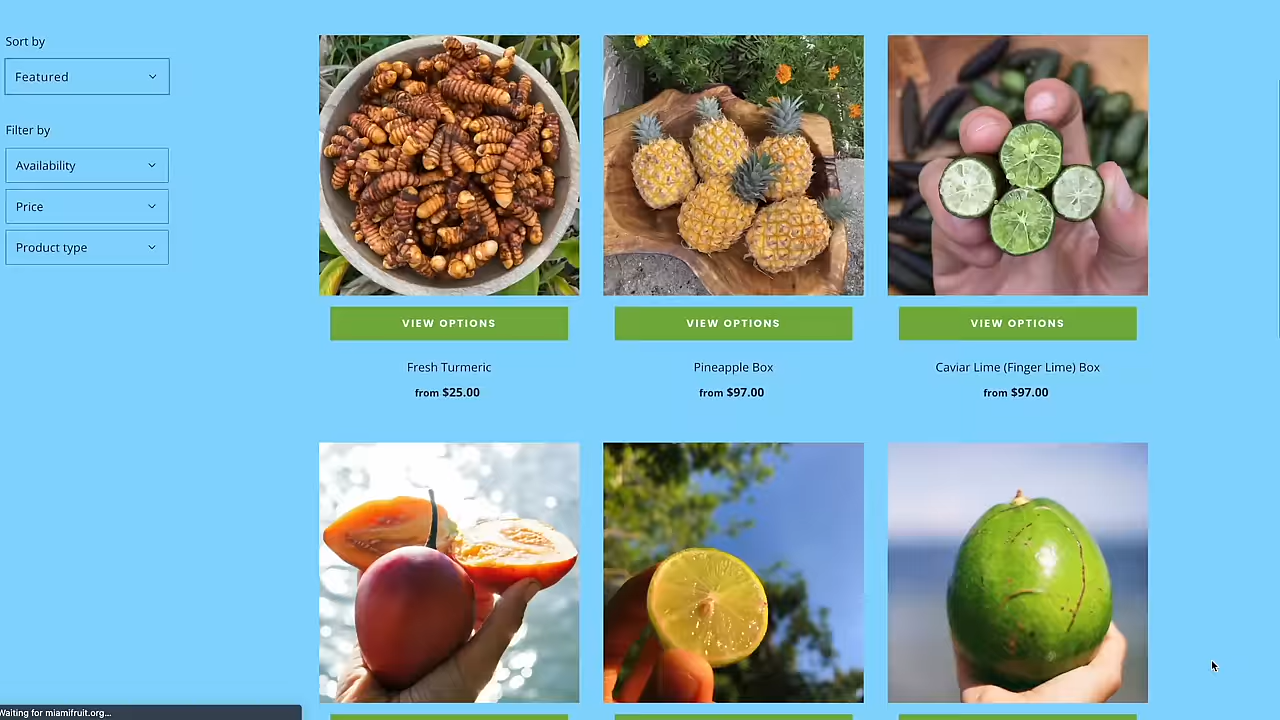 Sort by
Featured
Filter by
Availability
Price
Product type
VIEW OPTIONS
VIEW OPTIONS
VIEW OPTIONS
Fresh Turmeric
Pineapple Box
Caviar Lime (Finger Lime) Box
from $25.00
from $97.00
from $97.00
Waiting for miamifruit.org...